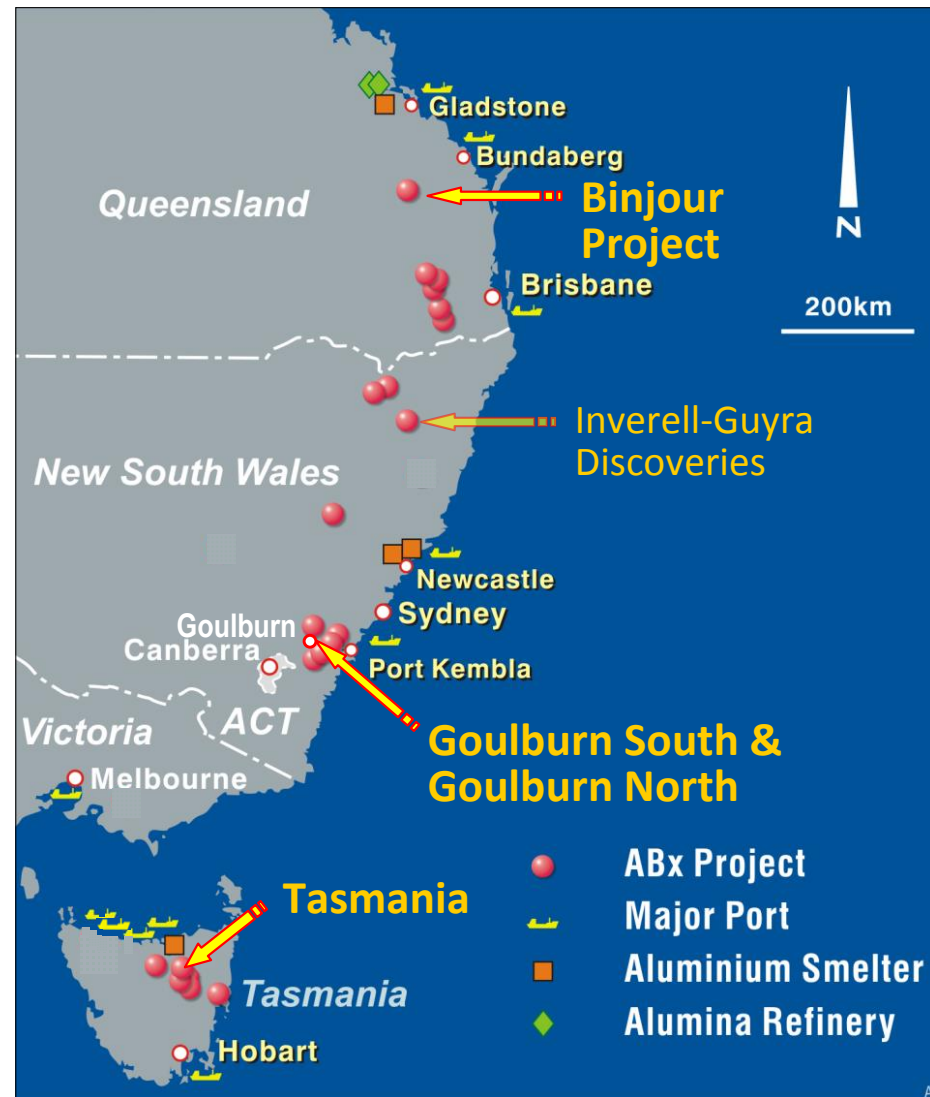 Gladstone
Bundaberg
Queensland
Binjour
Project
N
Brisbane
200km
Inverell-Guyra
Discoveries
New South Wales
Newcastle
Sydney
Goulburn
Canberra
Port Kembla
ACT
Victoria
Goulburn South &
Goulburn North
Melbourne
ABx Project
Tasmania
Major Port
Aluminium Smelter
Tasmania
Alumina Refinery
Hobart
A